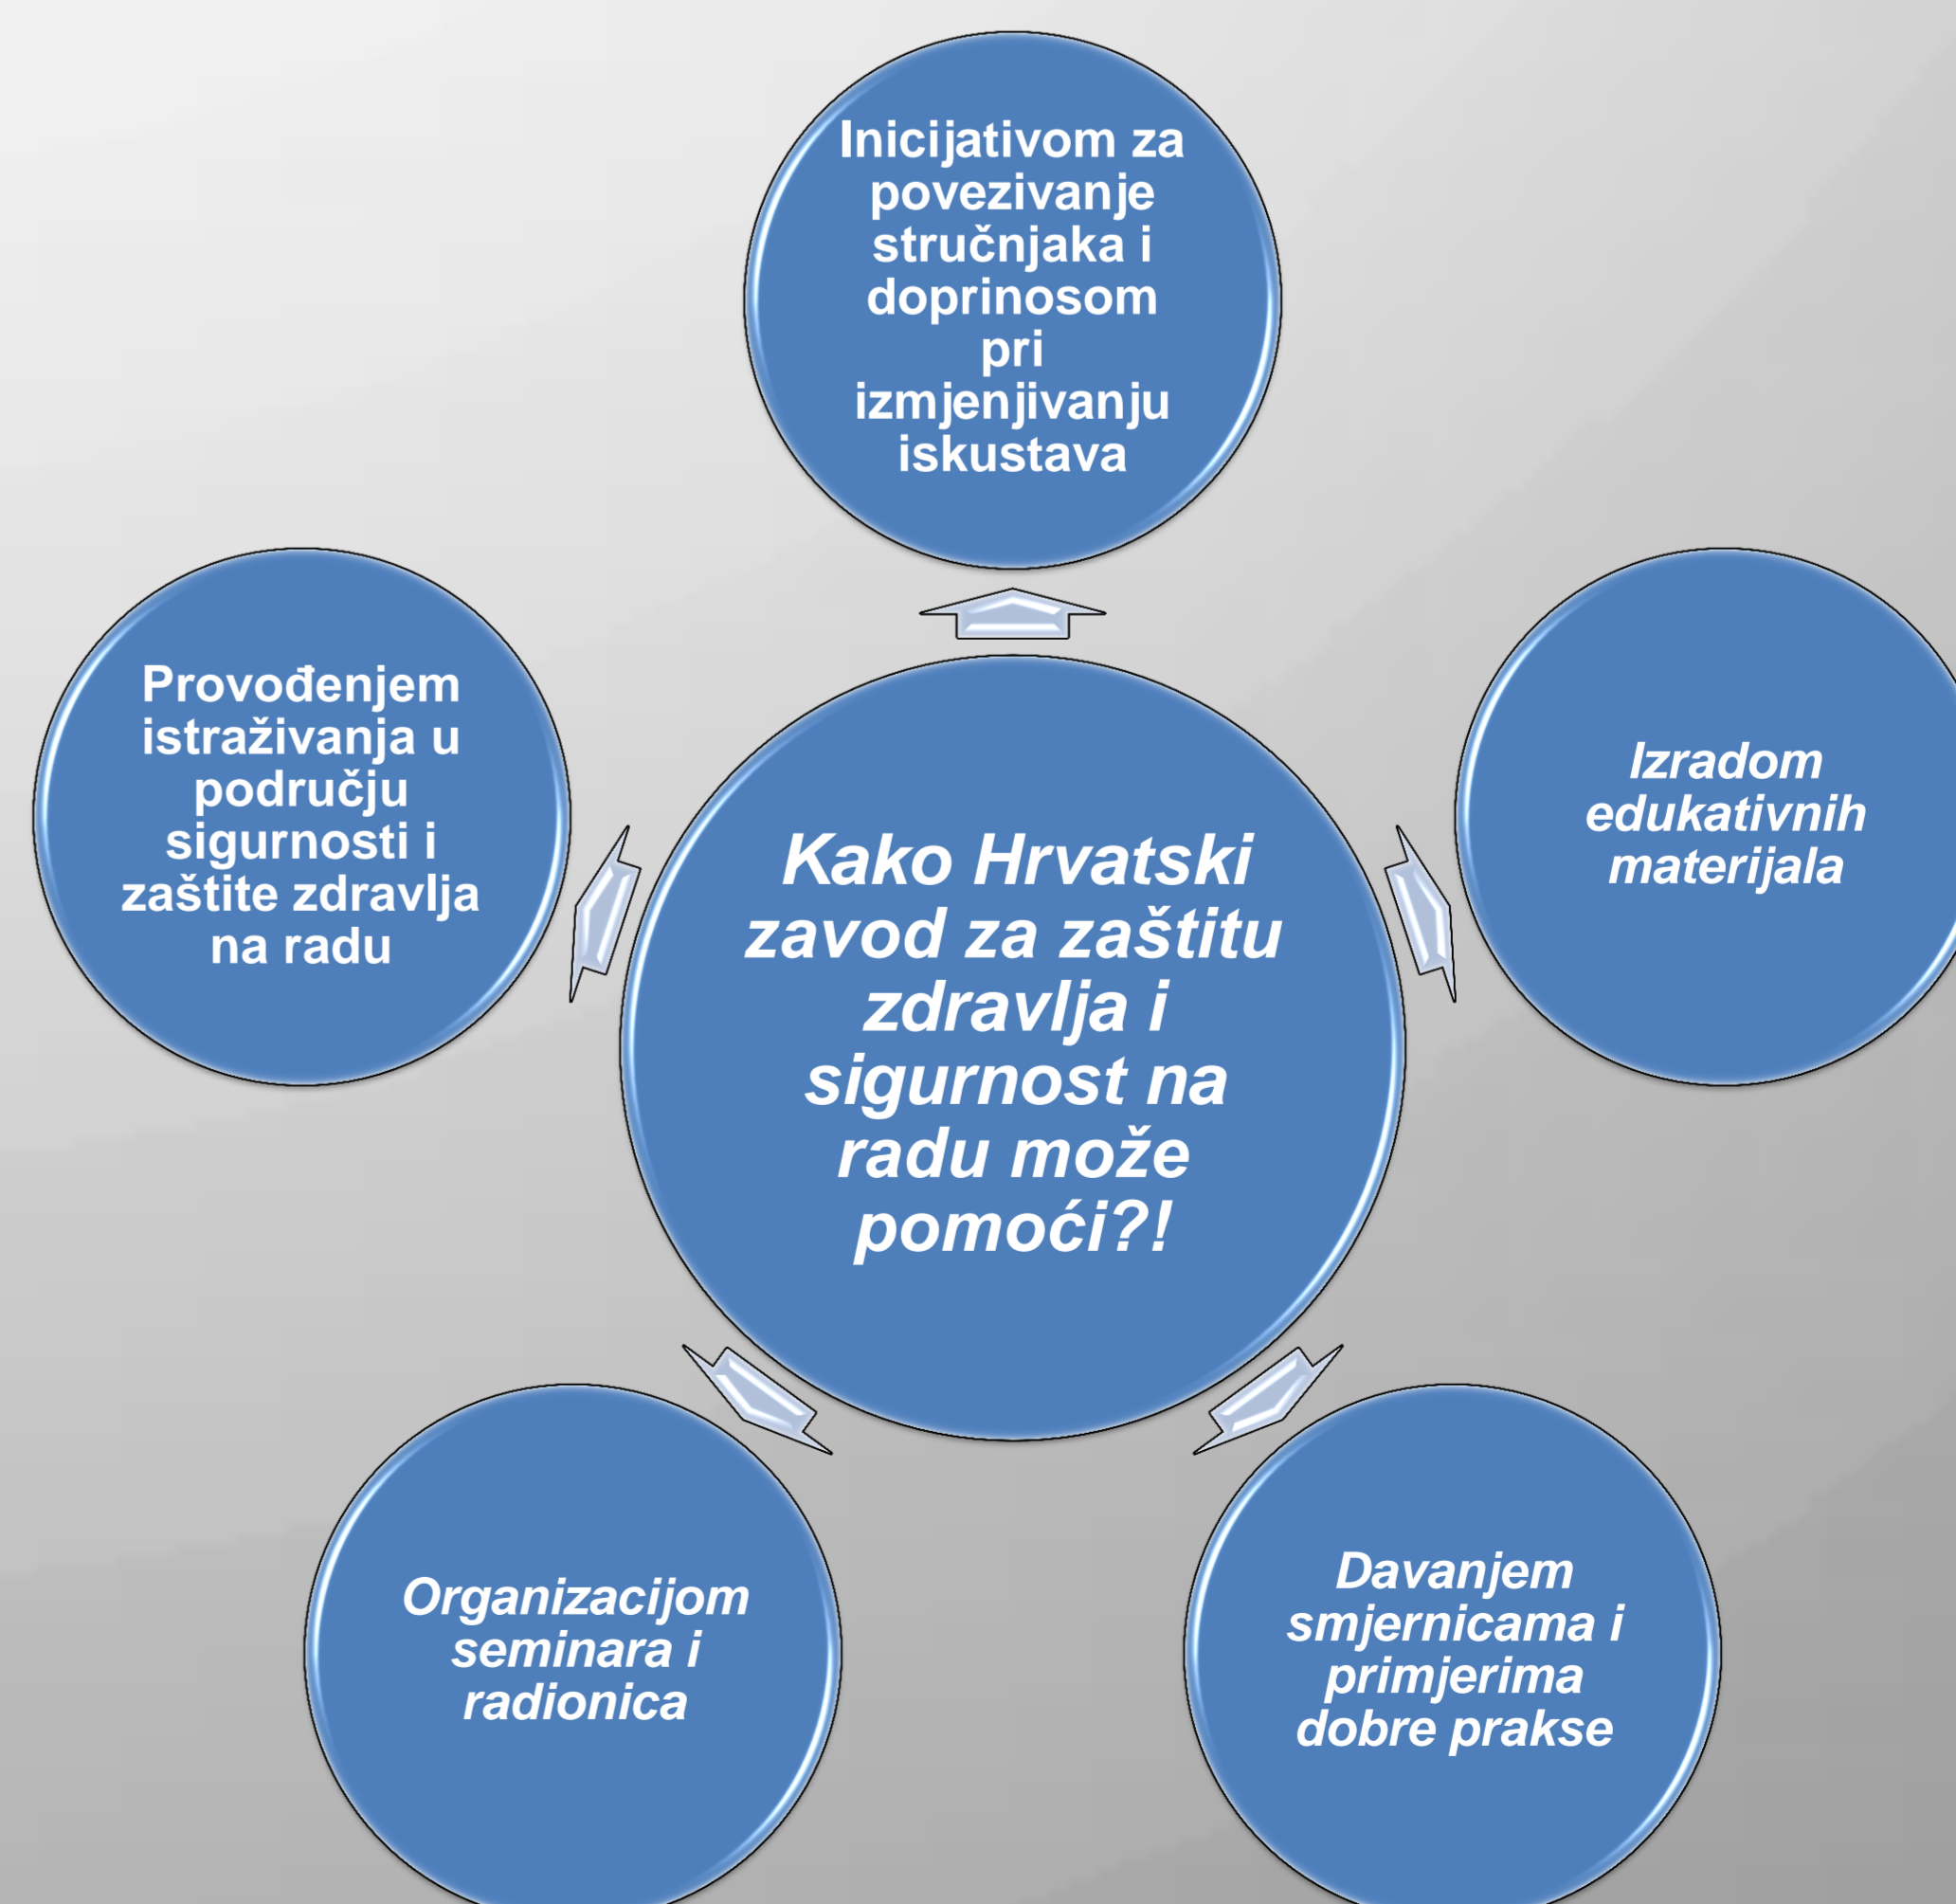 Inicijativom za
povezivanje
stručnjaka i
doprinosom
pri
izmjenjivanju
iskustava
Provođenjem
istraživanja u
području
sigurnosti i
zaštite zdravlja
na radu
Izradom
edukativnih
materijala
Kako Hrvatski
zavod za zaštitu
zdravlja i
sigurnost na
radu može
pomoći?!
Organizacijom
seminara i
radionica
Davanjem
smjernicama i
primjerima
dobre prakse